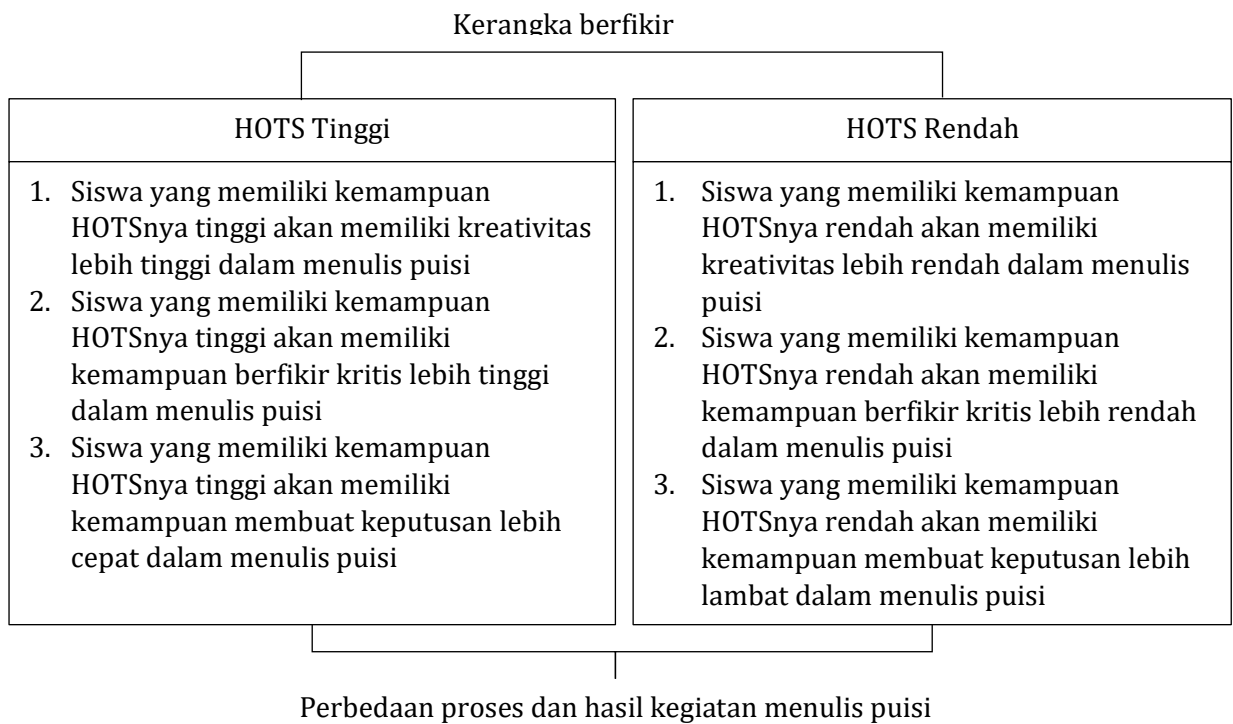 Kerangka berfikir
HOTS Tinggi
1. Siswa yang memiliki kemampuan
HOTSnya tinggi akan memiliki kreativitas
lebih tinggi dalam menulis puisi
2. Siswa yang memiliki kemampuan
HOTSnya tinggi akan memiliki
kemampuan berfikir kritis lebih tinggi
dalam menulis puisi
3. Siswa yang memiliki kemampuan
HOTSnya tinggi akan memiliki
kemampuan membuat keputusan lebih
cepat dalam menulis puisi
HOTS Rendah
1. Siswa yang memiliki kemampuan
HOTSnya rendah akan memiliki
kreativitas lebih rendah dalam menulis
puisi
2. Siswa yang memiliki kemampuan
HOTSnya rendah akan memiliki
kemampuan berfikir kritis lebih rendah
dalam menulis puisi
3. Siswa yang memiliki kemampuan
HOTSnya rendah akan memiliki
kemampuan membuat keputusan lebih
lambat dalam menulis puisi
Perbedaan proses dan hasil kegiatan menulis puisi